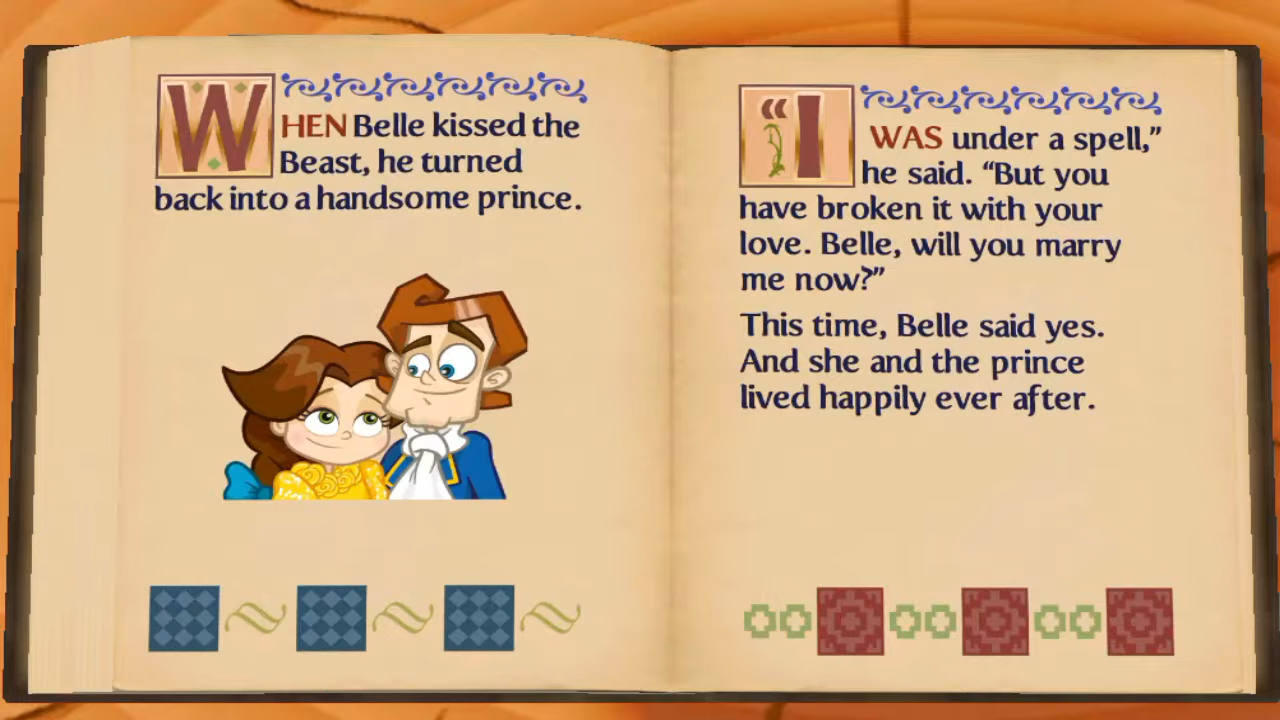 WHEN Belle kissed the
Beast, he turned
back into a handsome prince.
“I WAS under a spell,”
he said. “But you
have broken it with your
love. Belle, will you marry
me now?”
This time, Belle said yes.
And she and the prince
lived happily ever after.